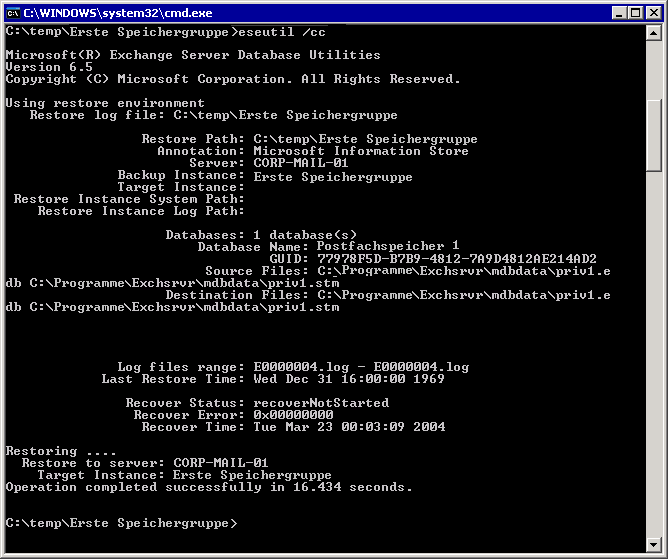 C:\WINDOWS\system32\cmd.exe
C:\temp\Erste Speichergruppe>eseutil /cc
Microsoft(R) Exchange Server Database Utilities
Version 6.5
Copyright (C) Microsoft Corporation. All Rights Reserved.
Using restore environment
Restore log file: C:\temp\Erste Speichergruppe
Restore Path: C:\temp\Erste Speichergruppe
Annotation: Microsoft Information Store
Server: CORP-MAIL-01
Backup Instance: Erste Speichergruppe
Target Instance:
Restore Instance System Path:
Restore Instance Log Path:
Databases: 1 database(s)
Database Name: Postfachspeicher 1
GUID: 77978F5D-B7B9-4812-7A9D4812AE214AD2
Source Files: C:\Programme\Exchsrvr\mdbdata\priv1.e
db C:\Programme\Exchsrvr\mdbdata\priv1.stm
Destination Files: C:\Programme\Exchsrvr\mdbdata\priv1.e
db C:\Programme\Exchsrvr\mdbdata\priv1.stm
Log files range: E0000004.log - E0000004.log
Last Restore Time: Wed Dec 31 16:00:00 1969
Recover Status: recoverNotStarted
Recover Error: 0x00000000
Recover Time: Tue Mar 23 00:03:09 2004
Restoring ....
Restore to server: CORP-MAIL-01
Target Instance: Erste Speichergruppe
Operation completed successfully in 16.434 seconds.
C:\temp\Erste Speichergruppe>